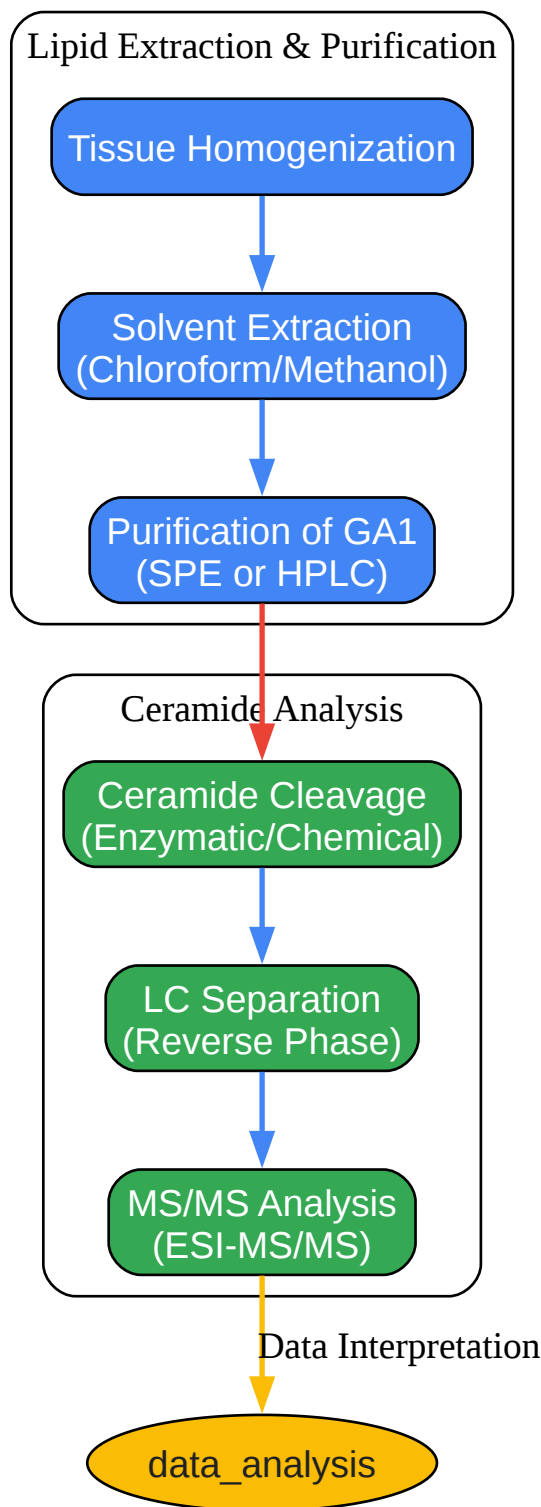 Lipid Extraction & Purification
Tissue Homogenization
Solvent Extraction
(Chloroform/Methanol)
Purification of GA1
(SPE or HPLC)
Ceramide Analysis
Ceramide Cleavage
(Enzymatic/Chemical)
LC Separation
(Reverse Phase)
MS/MS Analysis
(ESI-MS/MS)
Data Interpretation
data_analysis